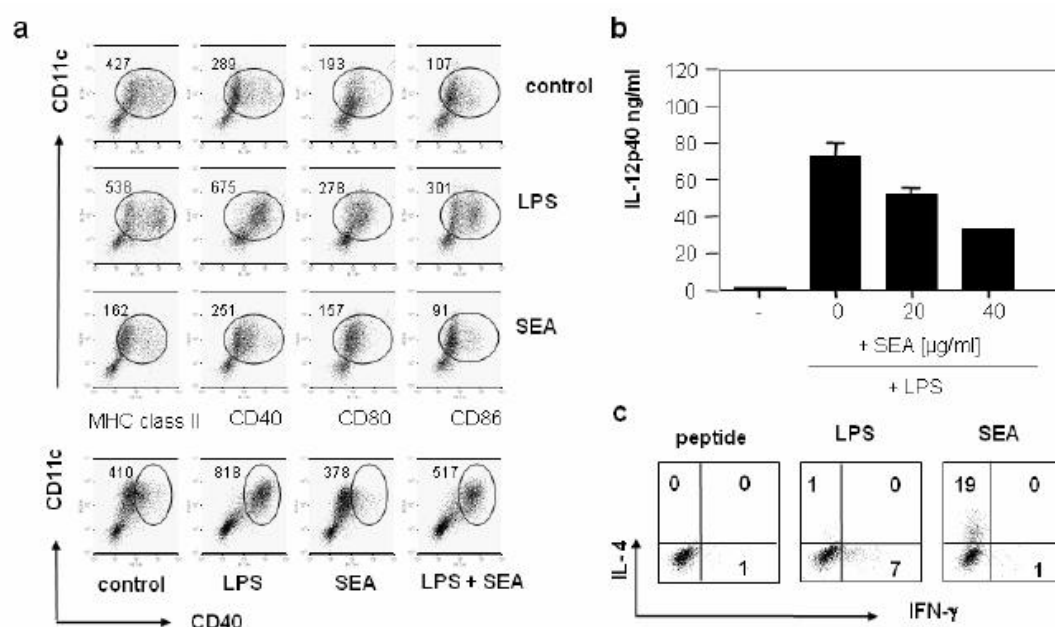 a
CD11c
427 289 193 107
control
538 675 278 301
LPS
162 251 157 91
SEA
MHC class II CD40 CD80 CD86
CD11c
410 818 378 517
control LPS SEA LPS + SEA
CD40
b
IL-12p40 ng/ml
120
100
80
60
40
20
0
- 0 20 40
+ SEA [µg/ml]
+ LPS
c
peptide LPS SEA
0 0 1 0 19 0
1 7 1
IL-4
IFN-γ